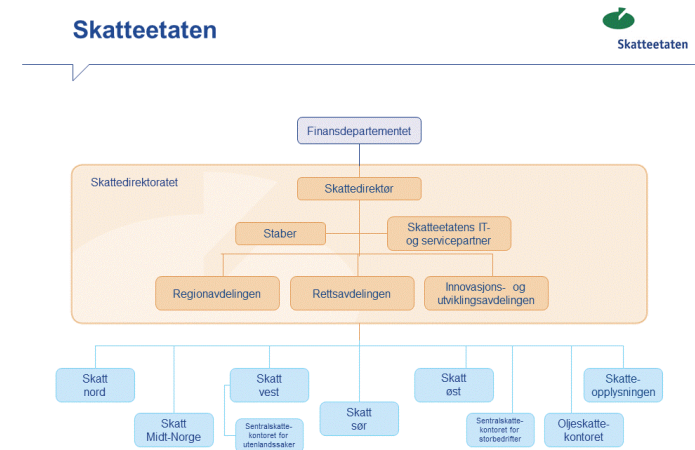 Skatteetaten
Skatteetaten
Finansdepartementet
Skattedirektoratet
Skattedirektør
Staber
Skatteetatens IT-
og servicepartner
Regionavdelingen
Rettsavdelingen
Innovasjons- og
utviklingsavdelingen
Skatt
nord
Skatt
Midt-Norge
Skatt
vest
Sentralskatte-
kontoret for
utenlandssaker
Skatt
sør
Skatt
øst
Sentralskatte-
kontoret for
storbedrifter
Oljeskatte-
kontoret
Skatte-
opplysningen